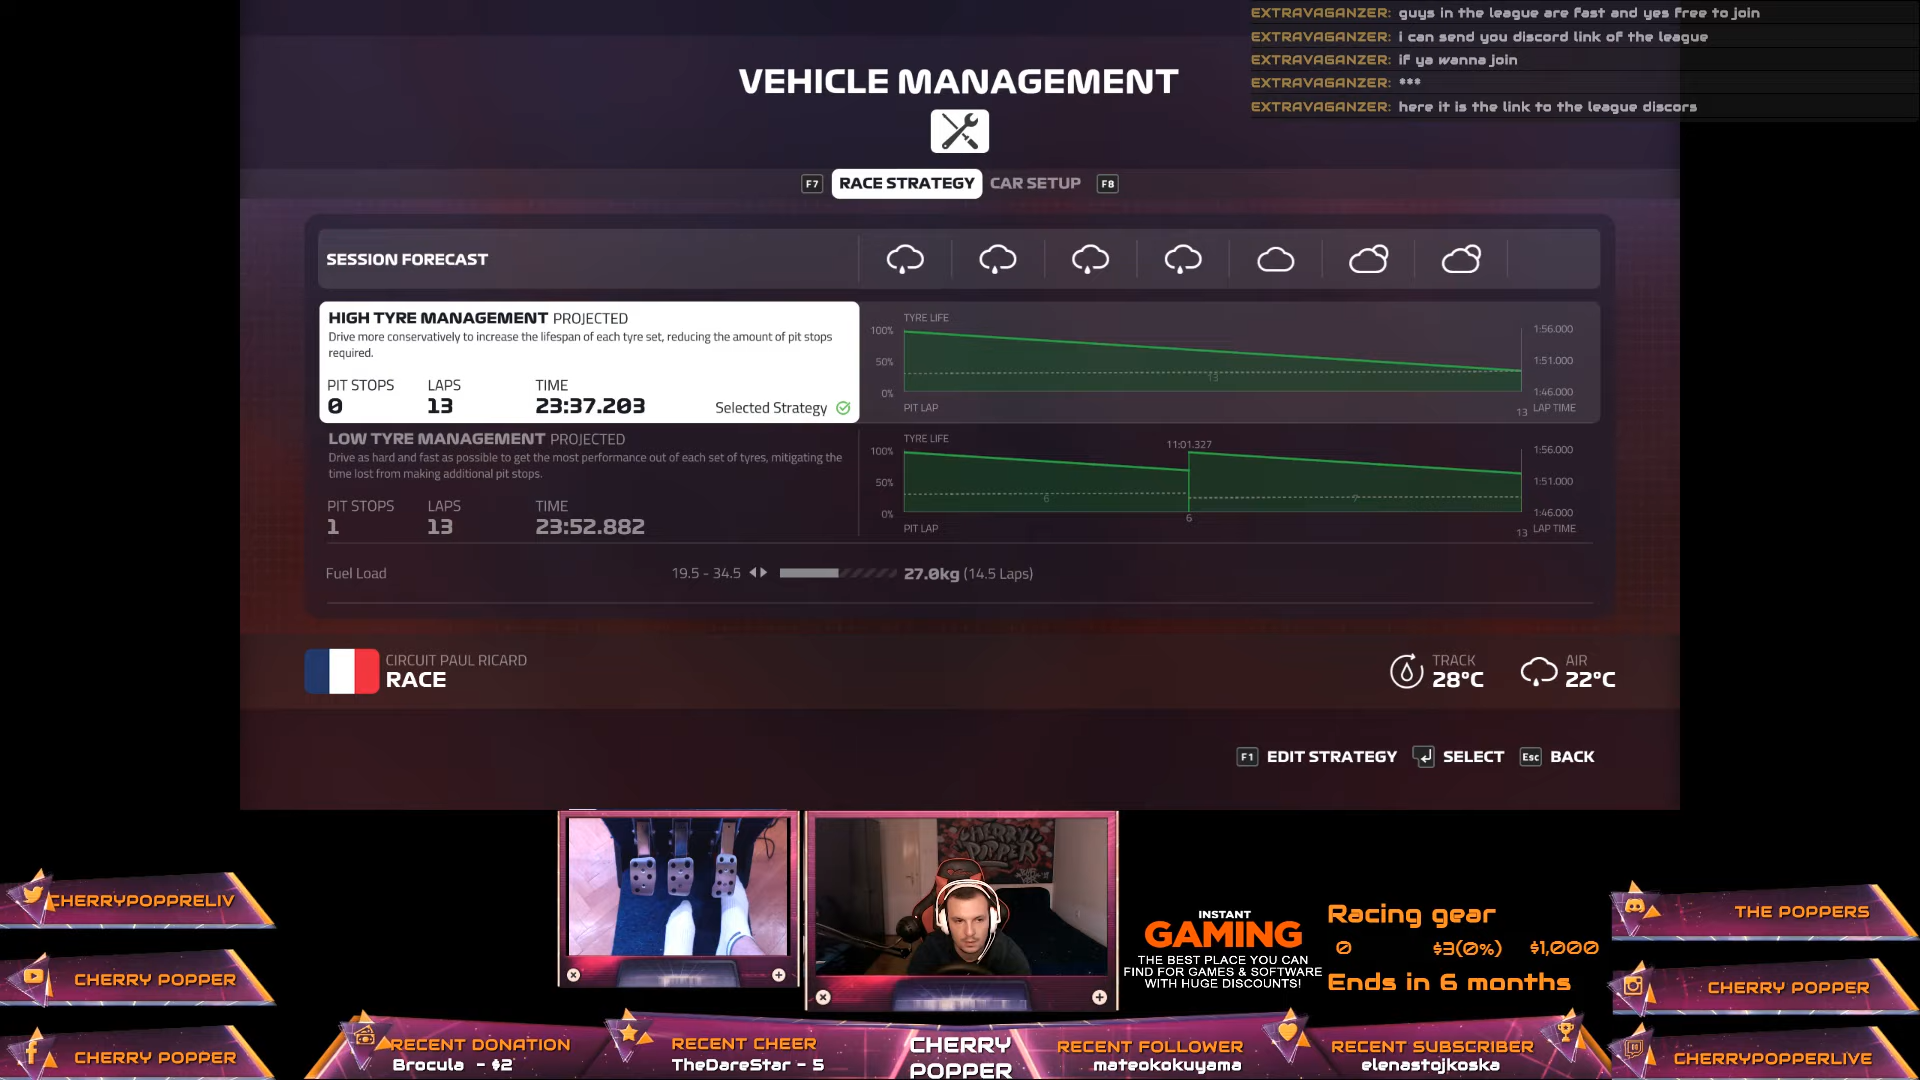 EXTRAVAGANZER: guys in the league are fast and yes free to join
EXTRAVAGANZER: i can send you discord link of the league
EXTRAVAGANZER: if ya wanna join
EXTRAVAGANZER: ***
EXTRAVAGANZER: here it is the link to the league discors
VEHICLE MANAGEMENT
F7 RACE STRATEGY CAR SETUP F8
SESSION FORECAST
HIGH TYRE MANAGEMENT PROJECTED
Drive more conservatively to increase the lifespan of each tyre set, reducing the amount of pit stops
required.
PIT STOPS LAPS TIME
0 13 23:37.203 Selected Strategy
TYRE LIFE
100% 1:56.000
50% 1:51.000
13
0% 1:46.000
PIT LAP 13 LAP TIME
LOW TYRE MANAGEMENT PROJECTED
Drive as hard and fast as possible to get the most performance out of each set of tyres, mitigating the
time lost from making additional pit stops.
PIT STOPS LAPS TIME
1 13 23:52.882
TYRE LIFE 11:01.327
100% 1:56.000
50% 1:51.000
6 7
0% 6 1:46.000
PIT LAP 13 LAP TIME
Fuel Load 19.5 - 34.5 27.0kg (14.5 Laps)
CIRCUIT PAUL RICARD
RACE
TRACK
28°C
AIR
22°C
F1 EDIT STRATEGY SELECT Esc BACK
CHERRY
POPPER
CHERRYPOPPRELIV
CHERRY POPPER
CHERRY POPPER
INSTANT
GAMING
THE BEST PLACE YOU CAN
FIND FOR GAMES & SOFTWARE
WITH HUGE DISCOUNTS!
Racing gear
0 $3(0%) $1,000
Ends in 6 months
THE POPPERS
CHERRY POPPER
CHERRYPOPPERLIVE
RECENT DONATION
Brocula - $2
RECENT CHEER
TheDareStar - 5
CHERRY
POPPER
RECENT FOLLOWER
mateokokuyama
RECENT SUBSCRIBER
elenastojkoska